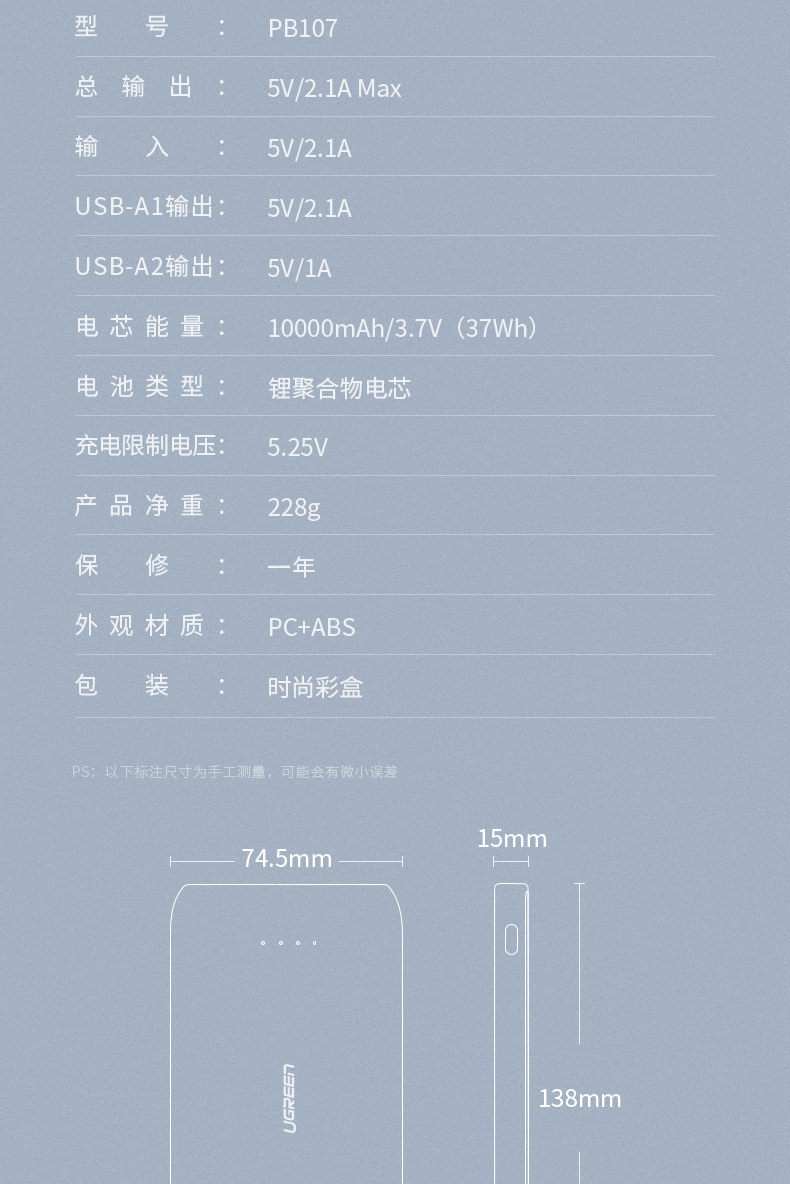 型号： PB107
总输出： 5V/2.1A Max
输入： 5V/2.1A
USB-A1输出： 5V/2.1A
USB-A2输出： 5V/1A
电芯能量： 10000mAh/3.7V（37Wh）
电池类型： 锂聚合物电芯
充电限制电压： 5.25V
产品净重： 228g
保修： 一年
外观材质： PC+ABS
包装： 时尚彩盒
PS：以下标注尺寸为手工测量，可能会有微小误差
15mm
74.5mm
UGREEN
138mm